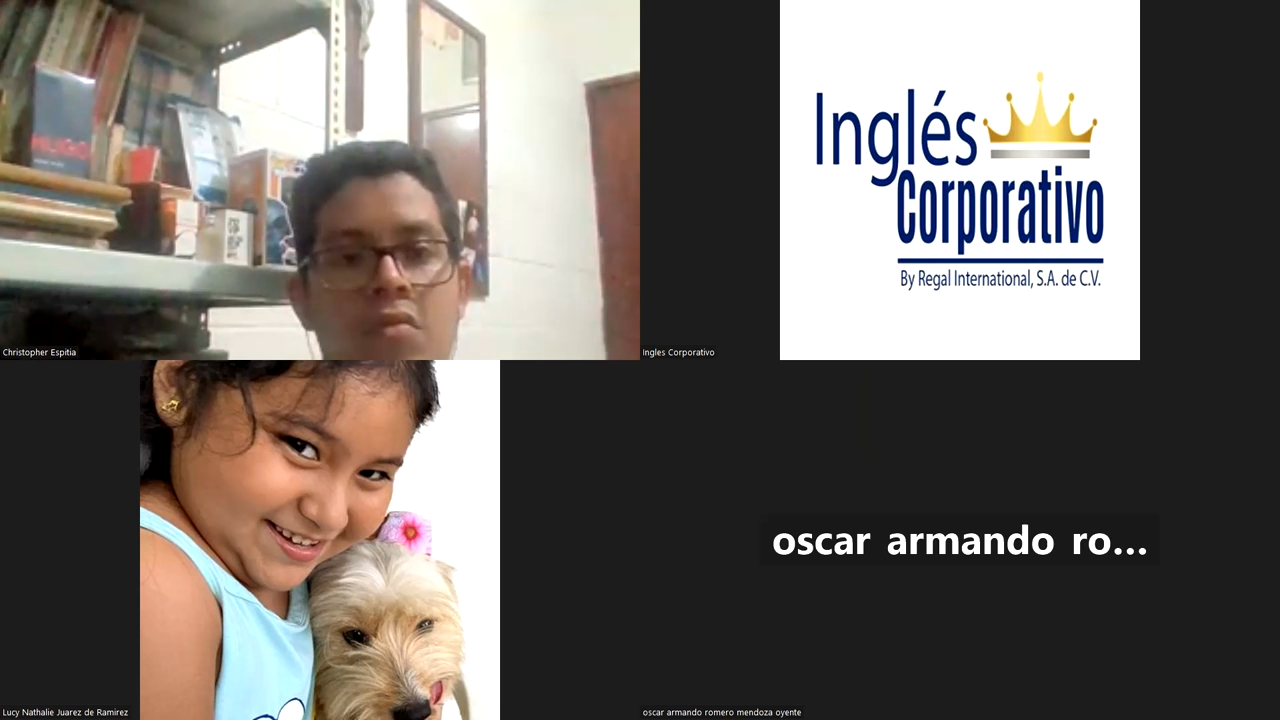 Inglés
Corporativo
By Regal International, S.A. de C.V.
Christopher Espitia
Ingles Corporativo
oscar armando ro...
Lucy Nathalie Juarez de Ramirez
oscar armando romero mendoza oyente